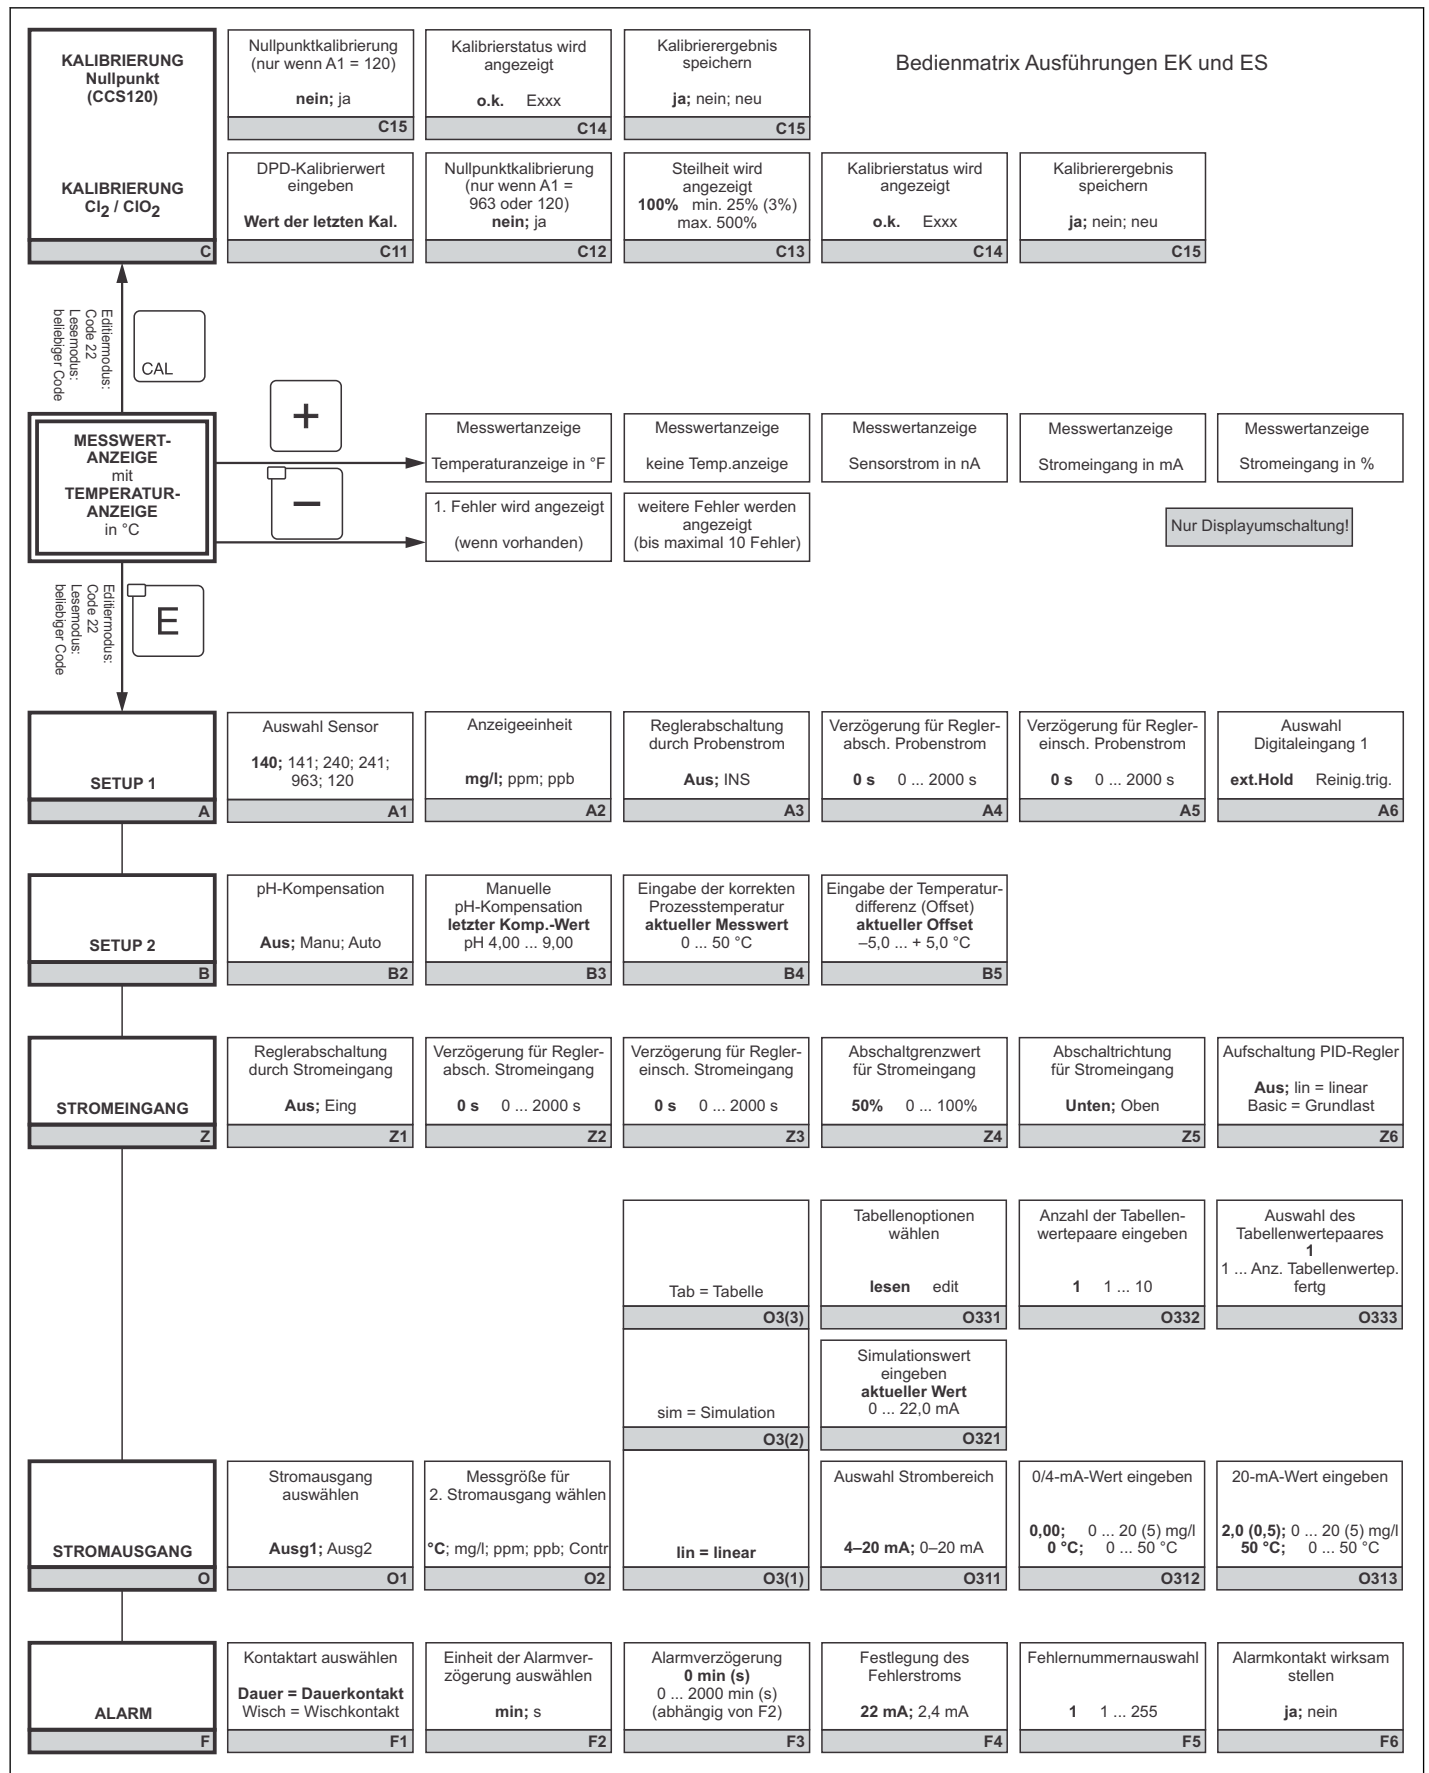 Bedienmatrix Ausführungen EK und ES
KALIBRIERUNG
Nullpunkt
(CCS120)
KALIBRIERUNG
Cl2 / ClO2
C
Nullpunktkalibrierung
(nur wenn A1 = 120)
nein; ja
C15
Kalibrierstatus wird
angezeigt
o.k. Exxx
C14
Kalibrierergebnis
speichern
ja; nein; neu
C15
DPD-Kalibrierwert
eingeben
Wert der letzten Kal.
C11
Nullpunktkalibrierung
(nur wenn A1 =
963 oder 120)
nein; ja
C12
Steilheit wird
angezeigt
100% min. 25% (3%)
max. 500%
C13
Kalibrierstatus wird
angezeigt
o.k. Exxx
C14
Kalibrierergebnis
speichern
ja; nein; neu
C15
Editiermodus:
Code 22
Lesemodus:
beliebiger Code
CAL
MESSWERT-
ANZEIGE
mit
TEMPERATUR-
ANZEIGE
in °C
+
–
Messwertanzeige
Temperaturanzeige in °F
Messwertanzeige
keine Temp.anzeige
Messwertanzeige
Sensorstrom in nA
Messwertanzeige
Stromeingang in mA
Messwertanzeige
Stromeingang in %
1. Fehler wird angezeigt
(wenn vorhanden)
weitere Fehler werden
angezeigt
(bis maximal 10 Fehler)
Nur Displayumschaltung!
Editiermodus:
Code 22
Lesemodus:
beliebiger Code
E
SETUP 1
A
Auswahl Sensor
140; 141; 240; 241;
963; 120
A1
Anzeigeeinheit
mg/l; ppm; ppb
A2
Reglerabschaltung
durch Probenstrom
Aus; INS
A3
Verzögerung für Regler-
absch. Probenstrom
0 s 0 ... 2000 s
A4
Verzögerung für Regler-
einsch. Probenstrom
0 s 0 ... 2000 s
A5
Auswahl
Digitaleingang 1
ext.Hold Reinig.trig.
A6
SETUP 2
B
pH-Kompensation
Aus; Manu; Auto
B2
Manuelle
pH-Kompensation
letzter Komp.-Wert
pH 4,00 ... 9,00
B3
Eingabe der korrekten
Prozesstemperatur
aktueller Messwert
0 ... 50 °C
B4
Eingabe der Temperatur-
differenz (Offset)
aktueller Offset
–5,0 ... + 5,0 °C
B5
STROMEINGANG
Z
Reglerabschaltung
durch Stromeingang
Aus; Eing
Z1
Verzögerung für Regler-
absch. Stromeingang
0 s 0 ... 2000 s
Z2
Verzögerung für Regler-
einsch. Stromeingang
0 s 0 ... 2000 s
Z3
Abschaltgrenzwert
für Stromeingang
50% 0 ... 100%
Z4
Abschaltrichtung
für Stromeingang
Unten; Oben
Z5
Aufschaltung PID-Regler
Aus; lin = linear
Basic = Grundlast
Z6
Tab = Tabelle
O3(3)
Tabellenoptionen
wählen
lesen edit
O331
Anzahl der Tabellen-
wertepaare eingeben
1 1 ... 10
O332
Auswahl des
Tabellenwertepaares
1
1 ... Anz. Tabellenwertep.
fertg
O333
sim = Simulation
O3(2)
Simulationswert
eingeben
aktueller Wert
0 ... 22,0 mA
O321
STROMAUSGANG
O
Stromausgang
auswählen
Ausg1; Ausg2
O1
Messgröße für
2. Stromausgang wählen
°C; mg/l; ppm; ppb; Contr
O2
lin = linear
O3(1)
Auswahl Strombereich
4–20 mA; 0–20 mA
O311
0/4-mA-Wert eingeben
0,00; 0 ... 20 (5) mg/l
0 °C; 0 ... 50 °C
O312
20-mA-Wert eingeben
2,0 (0,5); 0 ... 20 (5) mg/l
50 °C; 0 ... 50 °C
O313
ALARM
F
Kontaktart auswählen
Dauer = Dauerkontakt
Wisch = Wischkontakt
F1
Einheit der Alarmver-
zögerung auswählen
min; s
F2
Alarmverzögerung
0 min (s)
0 ... 2000 min (s)
(abhängig von F2)
F3
Festlegung des
Fehlerstroms
22 mA; 2,4 mA
F4
Fehlernummernauswahl
1 1 ... 255
F5
Alarmkontakt wirksam
stellen
ja; nein
F6